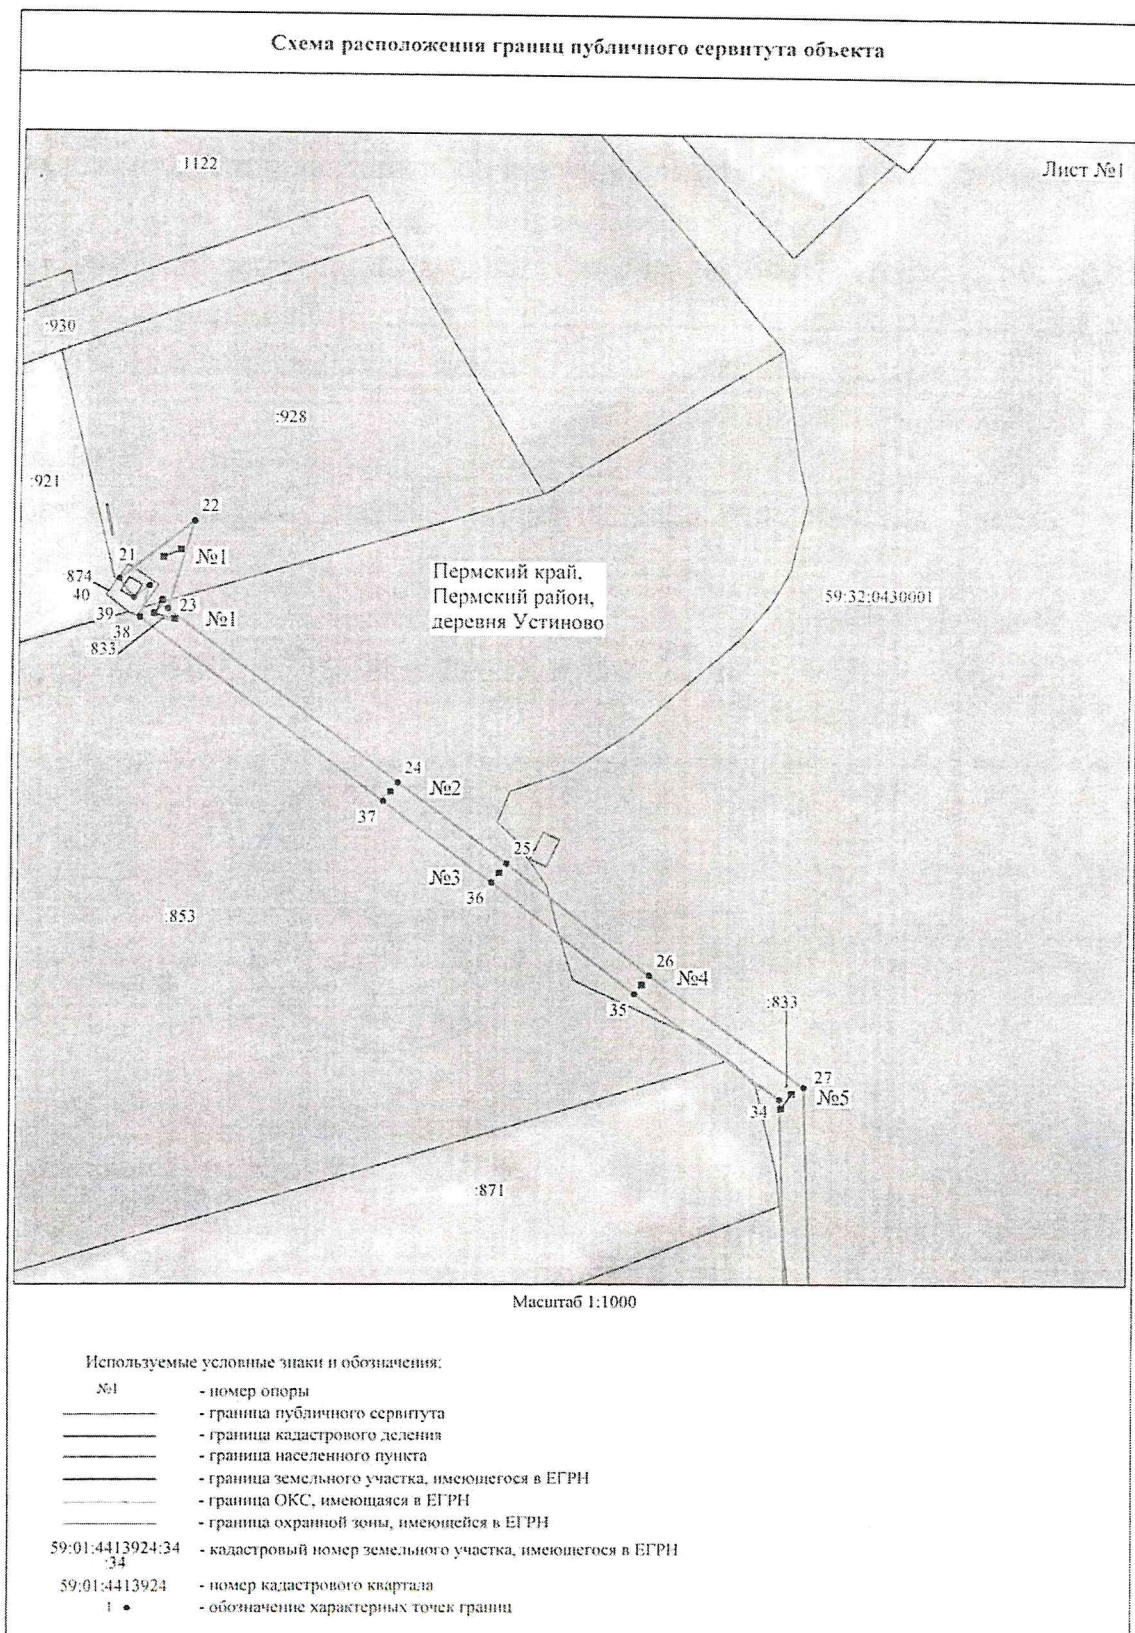 Схема расположения границ публичного сервитута объекта
:1122
Лист №1
:930
:928
:921
22
21
№1
874
40
Пермский край,
Пермский район,
деревня Устиново
59:32:0430001
39
23
№1
38
833
24
№2
37
25
№3
36
:853
26
№4
:833
35
27
№5
34
:871
Масштаб 1:1000
Используемые условные знаки и обозначения:
№1 - номер опоры
- граница публичного сервитута
- граница кадастрового деления
- граница населенного пункта
- граница земельного участка, имеющегося в ЕГРН
- граница ОКС, имеющаяся в ЕГРН
- граница охранной зоны, имеющейся в ЕГРН
59:01:4413924:34 - кадастровый номер земельного участка, имеющегося в ЕГРН
:34
59:01:4413924 - номер кадастрового квартала
1 - обозначение характерных точек границ